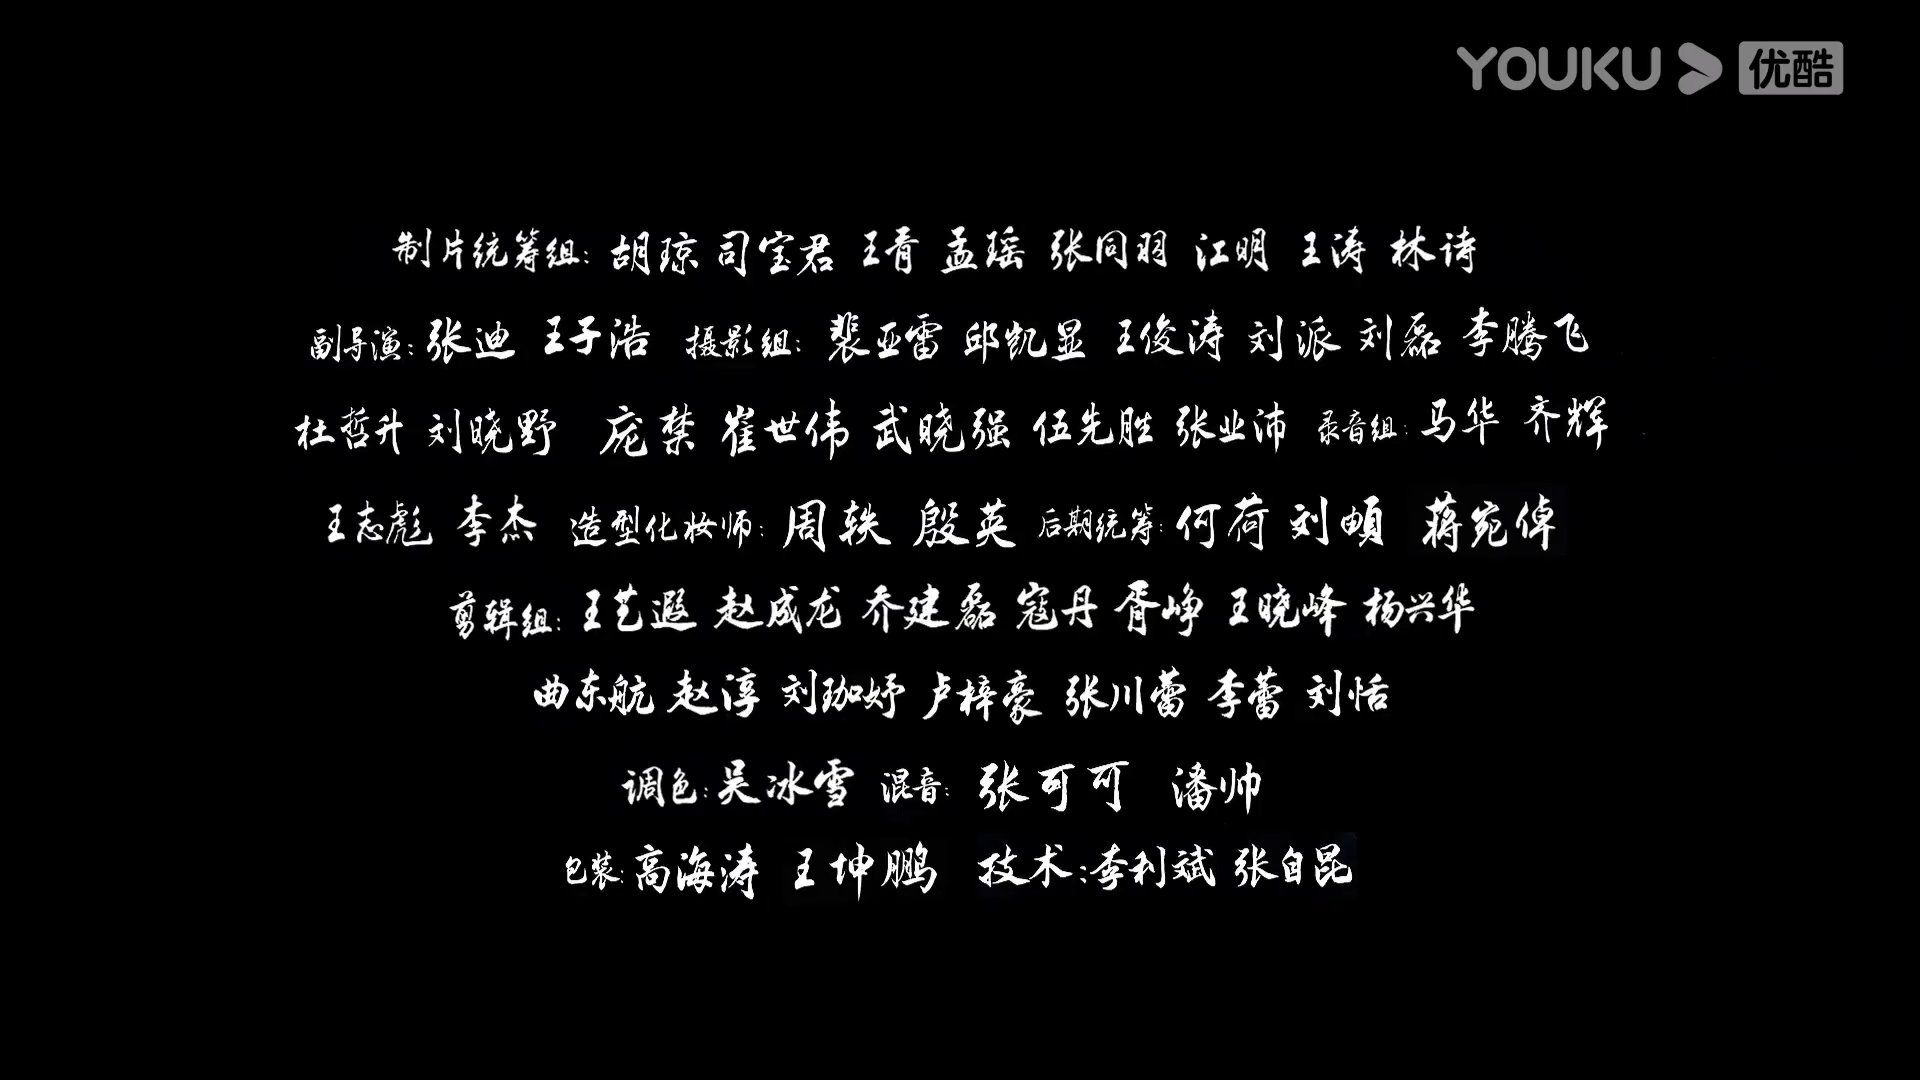 YOUKU 优酷
制片统筹组: 胡琼 司宝君 王青 孟瑶 张同羽 江明 王涛 林诗
副导演: 张迪 王子浩 摄影组: 裴亚雷 邱凯显 王俊涛 刘派 刘磊 李腾飞
杜哲升 刘晓野 庞禁 崔世伟 武晓强 伍先胜 张业沛 录音组: 马华 齐辉
王志彪 李杰 造型化妆师: 周轶 殷英 后期统筹: 何荷 刘頔 蒋宛倬
剪辑组: 王艺遐 赵成龙 乔建磊 寇丹 胥峥 王晓峰 杨兴华
曲东航 赵淳 刘珈妤 卢梓豪 张川蕾 李蕾 刘恬
调色: 吴冰雪 混音: 张可可 潘帅
包装: 高海涛 王坤鹏 技术: 李利斌 张自昆